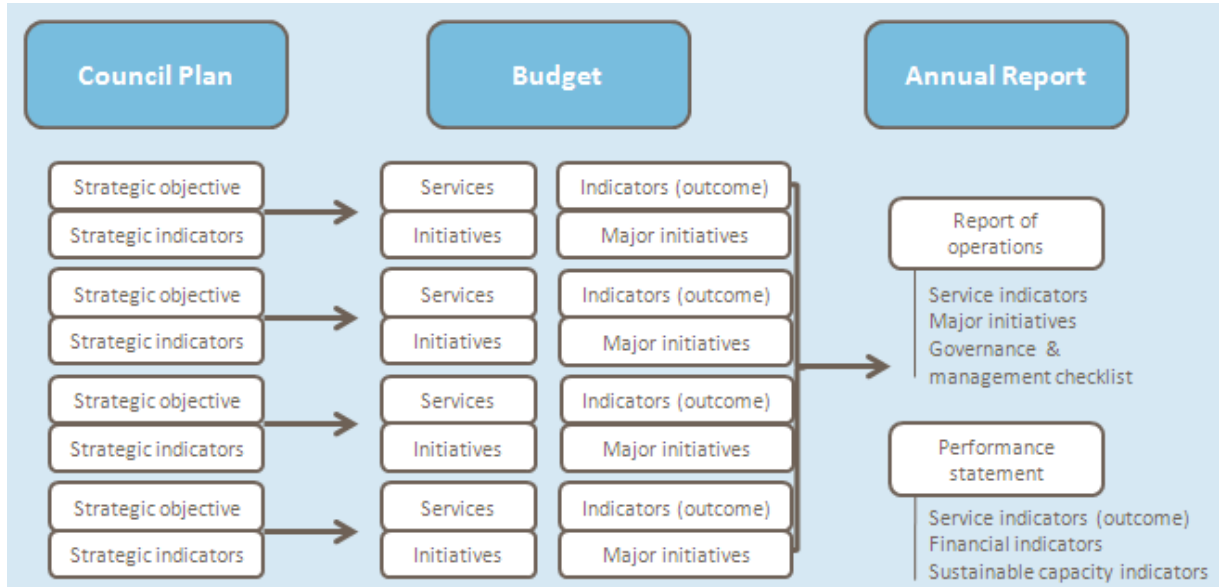 Council Plan
Budget
Annual Report
Strategic objective
Strategic indicators
Services
Initiatives
Indicators (outcome)
Major initiatives
Strategic objective
Strategic indicators
Services
Initiatives
Indicators (outcome)
Major initiatives
Strategic objective
Strategic indicators
Services
Initiatives
Indicators (outcome)
Major initiatives
Strategic objective
Strategic indicators
Services
Initiatives
Indicators (outcome)
Major initiatives
Report of
operations
Service indicators
Major initiatives
Governance &
management checklist
Performance
statement
Service indicators (outcome)
Financial indicators
Sustainable capacity indicators